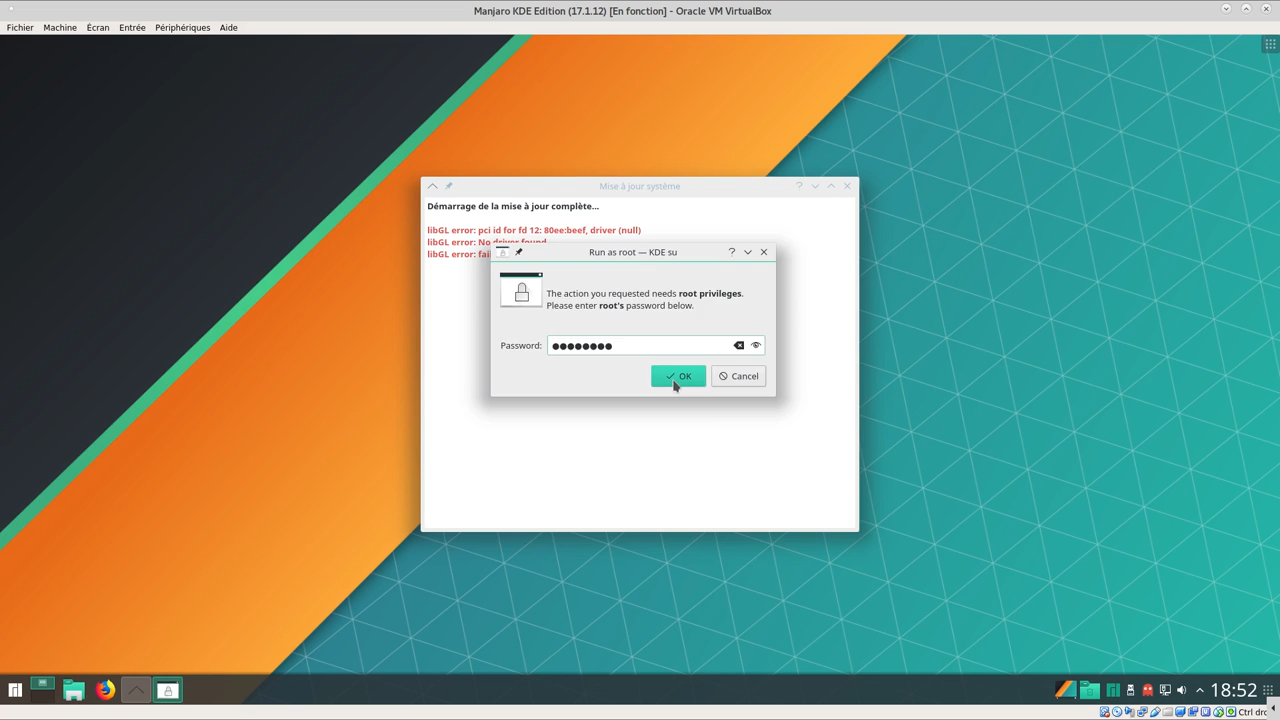 Manjaro KDE Edition (17.1.12) [En fonction] - Oracle VM VirtualBox
Fichier Machine Écran Entrée Périphériques Aide
Mise à jour système
Démarrage de la mise à jour complète...
libGL error: pci id for fd 12: 80ee:beef, driver (null)
libGL error: No driver found
libGL error:
Run as root — KDE su
The action you requested needs root privileges.
Please enter root's password below.
Password: ●●●●●●●●
OK Cancel
18:52
Ctrl